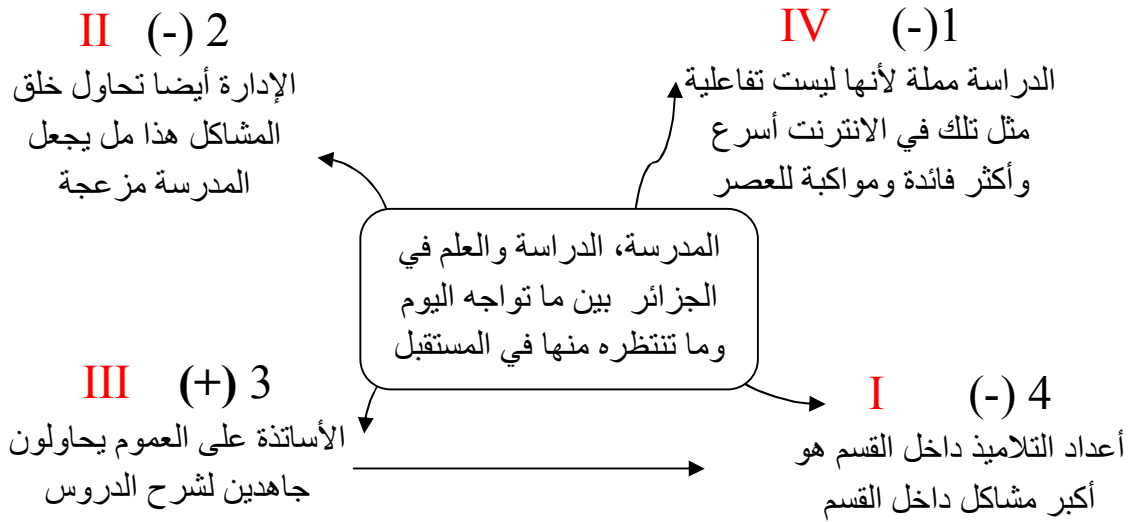 IV (-)1
الدراسة مملة لأنها ليست تفاعلية
مثل تلك في الانترنت أسرع
وأكثر فائدة ومواكبة للعصر
II (-) 2
الإدارة أيضا تحاول خلق
المشاكل هذا مل يجعل
المدرسة مزعجة
المدرسة، الدراسة والعلم في
الجزائر بين ما تواجه اليوم
وما تنتظره منها في المستقبل
I (-) 4
أعداد التلاميذ داخل القسم هو
أكبر مشاكل داخل القسم
III (+) 3
الأساتذة على العموم يحاولون
جاهدين لشرح الدروس